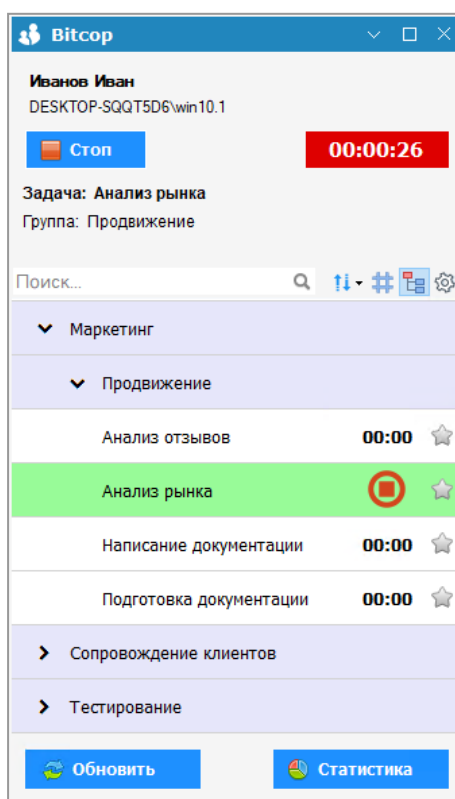 Bitcop
Иванов Иван
DESKTOP-SQQT5D6\win10.1
Стоп 00:00:26
Задача: Анализ рынка
Группа: Продвижение
Поиск...
Маркетинг
Продвижение
Анализ отзывов 00:00
Анализ рынка
Написание документации 00:00
Подготовка документации 00:00
Сопровождение клиентов
Тестирование
Обновить Статистика